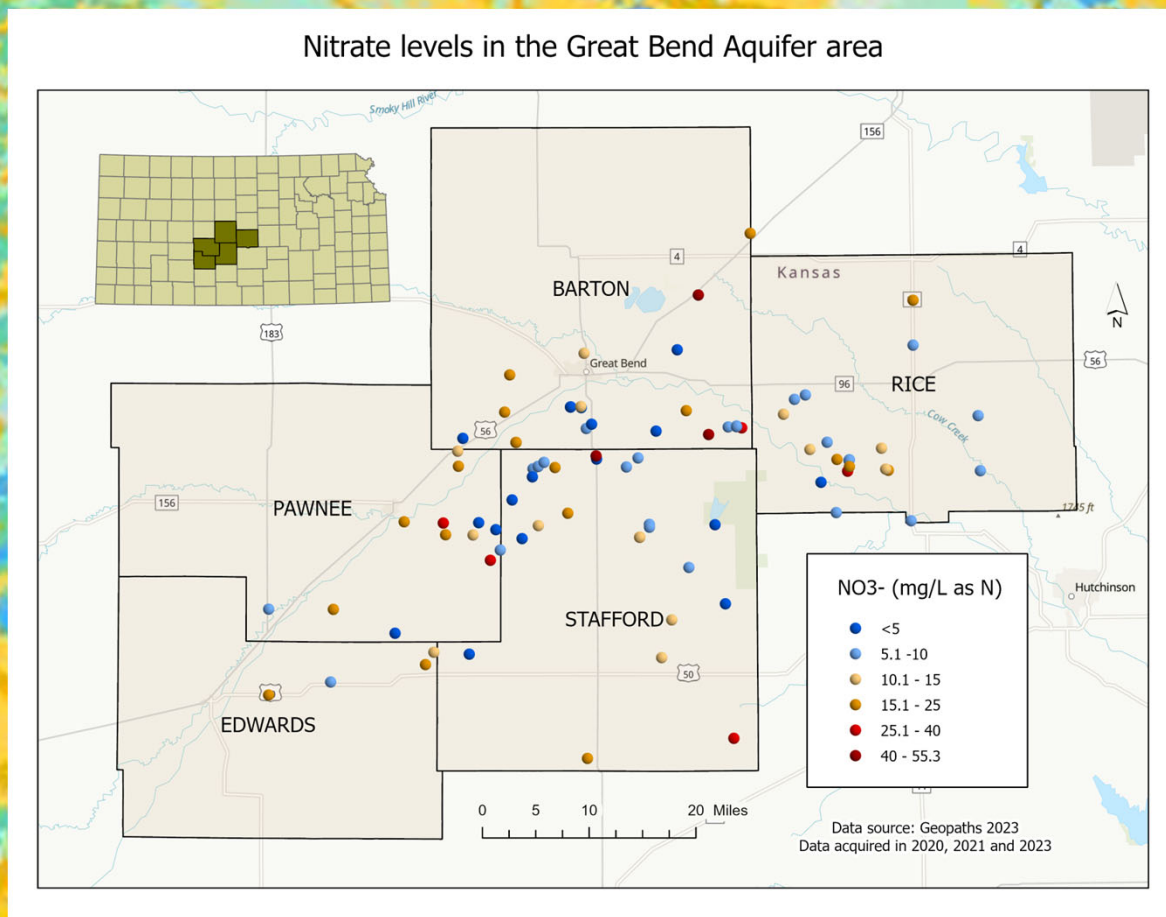 Nitrate levels in the Great Bend Aquifer area
Smoky Hill River
156
4
4
Kansas
BARTON
183
Great Bend
N
56
96
RICE
Cow Creek
56
156
PAWNEE
1745 ft
Hutchinson
STAFFORD
50
EDWARDS
NO3- (mg/L as N)
<5
5.1 -10
10.1 - 15
15.1 - 25
25.1 - 40
40 - 55.3
0 5 10 20 Miles
Data source: Geopaths 2023
Data acquired in 2020, 2021 and 2023